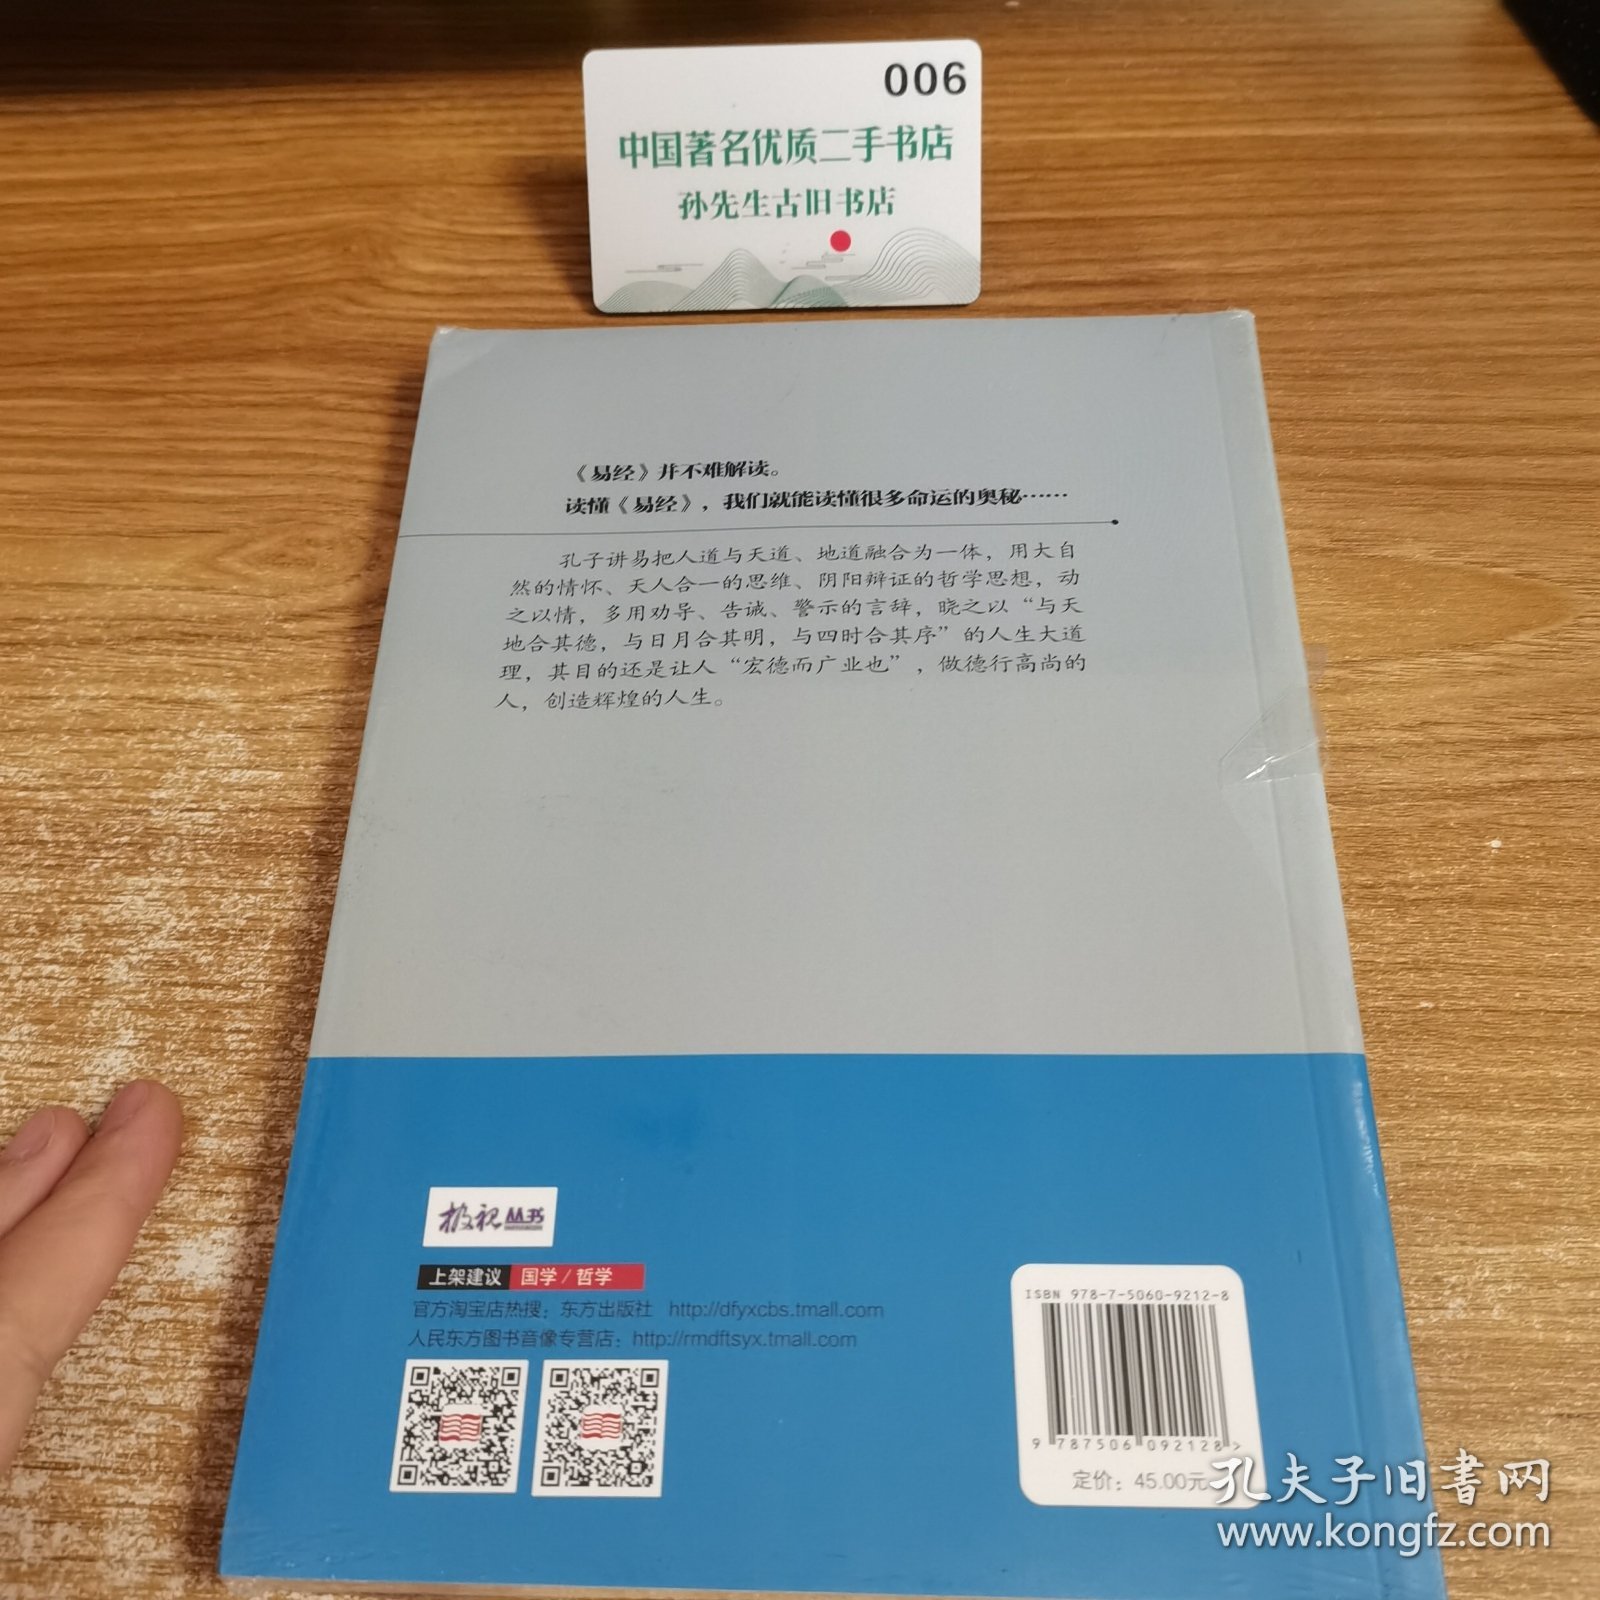 006
中国著名优质二手书店
孙先生古旧书店
《易经》并不难解读。
读懂《易经》，我们就能读懂很多命运的奥秘……
孔子讲易把人道与天道、地道融合为一体，用大自
然的情怀、天人合一的思维、阴阳辩证的哲学思想，动
之以情，多用劝导、告诫、警示的言辞，晓之以“与天
地合其德，与日月合其明，与四时合其序”的人生大道
理，其目的还是让人“宏德而广业也”，做德行高尚的
人，创造辉煌的人生。
丛书
上架建议 国学/哲学
官方淘宝店热搜：东方出版社 http://dfyxcbs.tmall.com
人民东方图书音像专营店：http://rmdftsyx.tmall.com
ISBN 978-7-5060-9212-8
9 787506 092128 >
定价：45.00元
孔夫子旧书网
www.kongfz.com